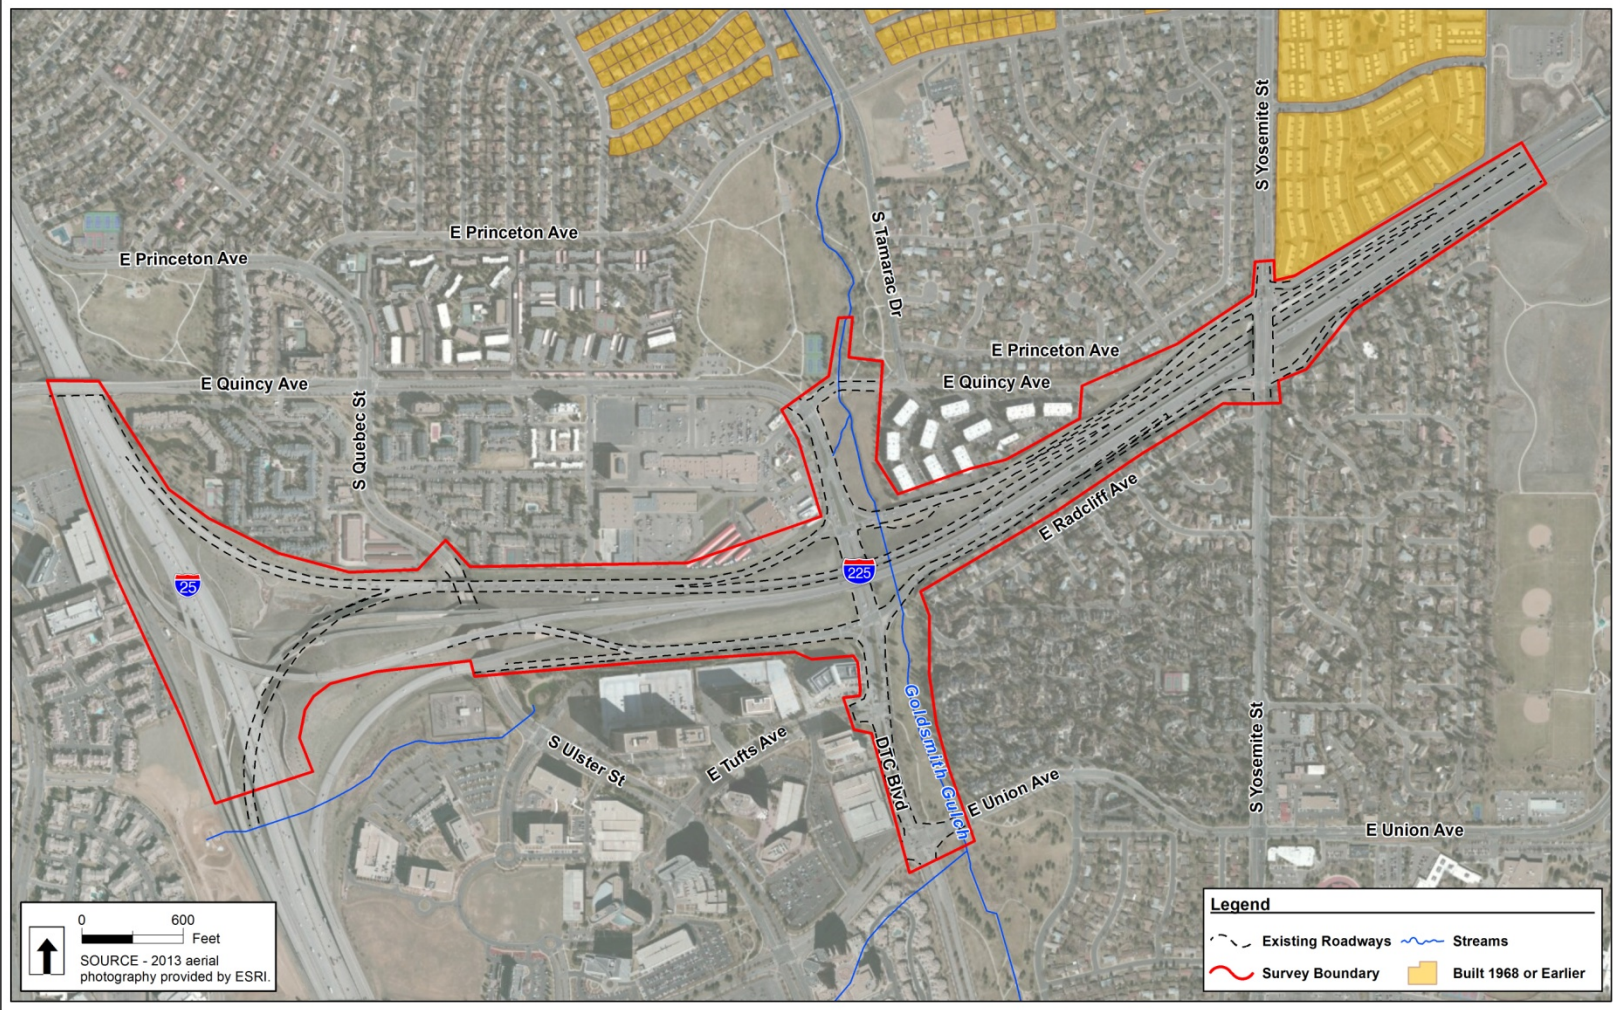 S Yosemite St
E Princeton Ave
E Princeton Ave
S Tamarac Dr
E Princeton Ave
E Quincy Ave
E Quincy Ave
S Quebec St
E Radcliff Ave
25
225
Goldsmith Gulch
S Ulster St
E Tufts Ave
DTC Blvd
E Union Ave
S Yosemite St
E Union Ave
0 600
Feet
SOURCE - 2013 aerial
photography provided by ESRI.
Legend
Existing Roadways Streams
Survey Boundary Built 1968 or Earlier